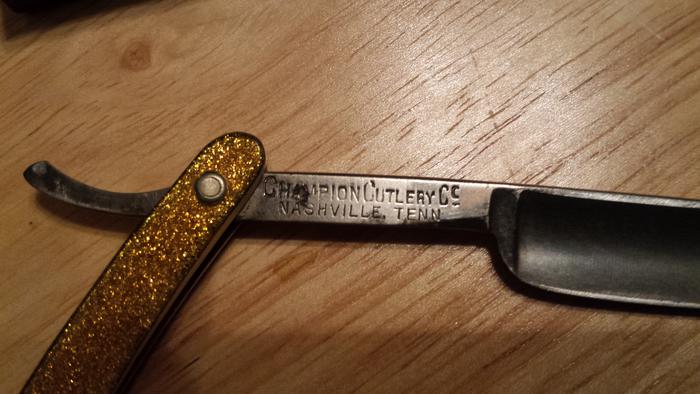 CHAMPION CUTLERY CO
NASHVILLE, TENN